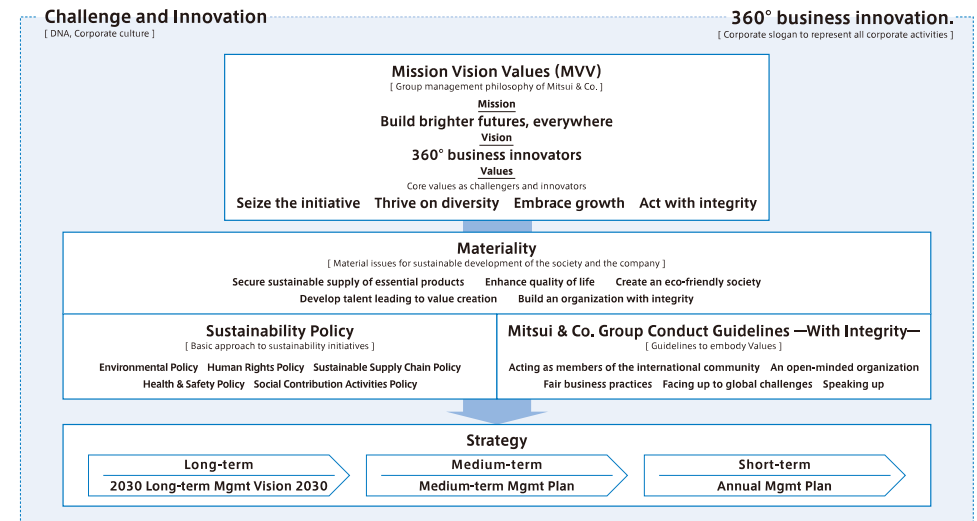 Challenge and Innovation
[ DNA, Corporate culture ]
360° business innovation.
[ Corporate slogan to represent all corporate activities ]
Mission Vision Values (MVV)
[ Group management philosophy of Mitsui & Co. ]
Mission
Build brighter futures, everywhere
Vision
360° business innovators
Values
Core values as challengers and innovators
Seize the initiative Thrive on diversity Embrace growth Act with integrity
Materiality
[ Material issues for sustainable development of the society and the company ]
Secure sustainable supply of essential products Enhance quality of life Create an eco-friendly society
Develop talent leading to value creation Build an organization with integrity
Sustainability Policy
[ Basic approach to sustainability initiatives ]
Environmental Policy Human Rights Policy Sustainable Supply Chain Policy
Health & Safety Policy Social Contribution Activities Policy
Mitsui & Co. Group Conduct Guidelines —With Integrity—
[ Guidelines to embody Values ]
Acting as members of the international community An open-minded organization
Fair business practices Facing up to global challenges Speaking up
Strategy
Long-term
2030 Long-term Mgmt Vision 2030
Medium-term
Medium-term Mgmt Plan
Short-term
Annual Mgmt Plan